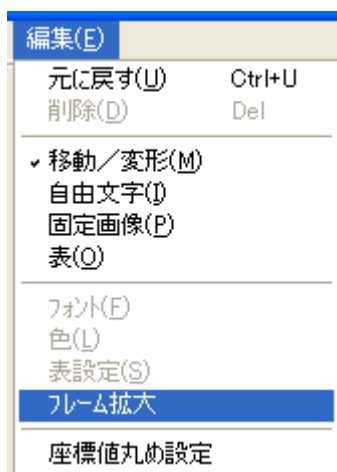 編集(E)
元に戻す(U) Ctrl+U
削除(D) Del
移動／変形(M)
自由文字(I)
固定画像(P)
表(O)
フォント(F)
色(L)
表設定(S)
フレーム拡大
座標値丸め設定